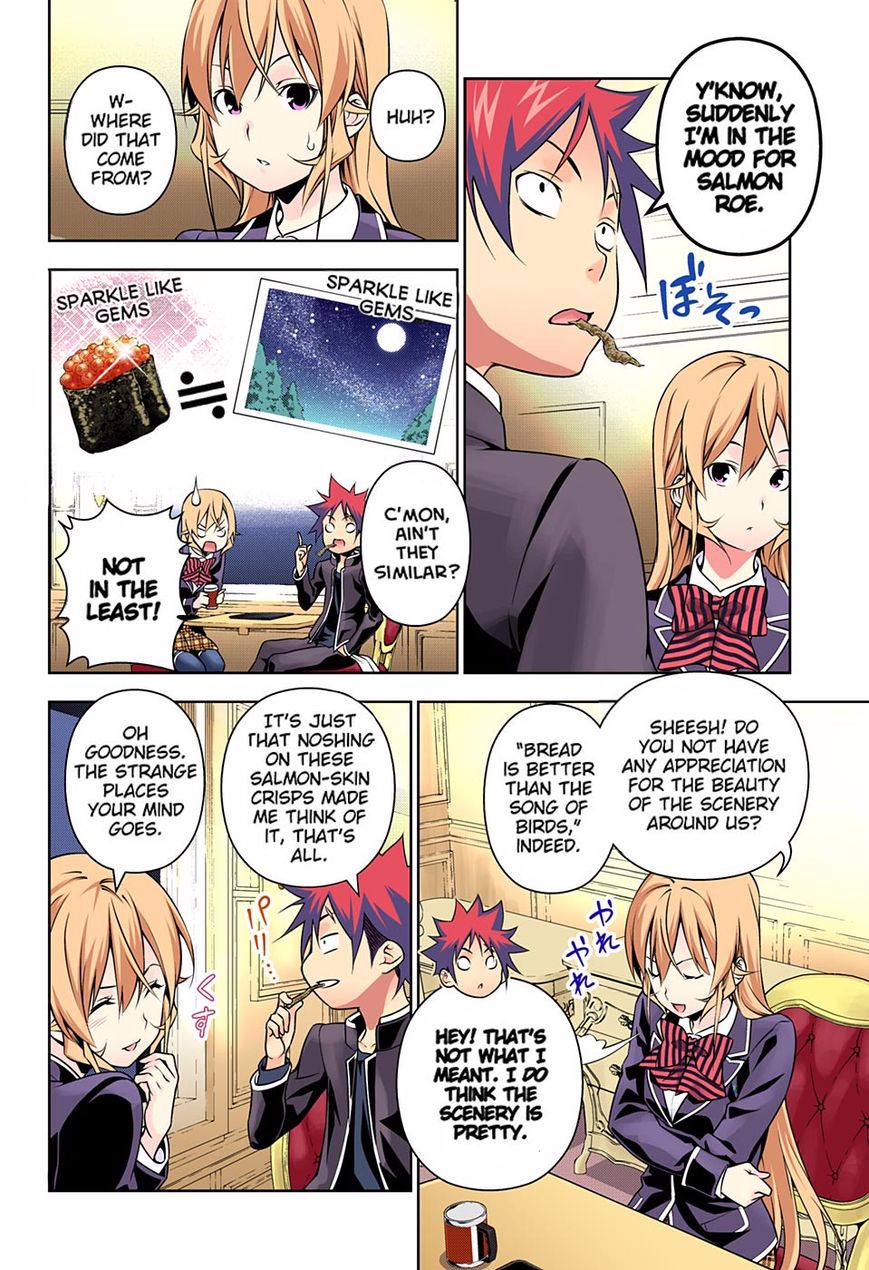 Y'KNOW,
SUDDENLY
I'M IN THE
MOOD FOR
SALMON
ROE.
ぼそっ
HUH?
W-
WHERE
DID THAT
COME
FROM?
SPARKLE LIKE
GEMS
SPARKLE LIKE
GEMS
≒
C'MON,
AIN'T
THEY
SIMILAR?
NOT
IN THE
LEAST!
SHEESH! DO
YOU NOT HAVE
ANY APPRECIATION
FOR THE BEAUTY
OF THE SCENERY
AROUND US?
"BREAD
IS BETTER
THAN THE
SONG OF
BIRDS,"
INDEED.
やれ
やれ
HEY! THAT'S
NOT WHAT I
MEANT. I DO
THINK THE
SCENERY IS
PRETTY.
IT'S JUST
THAT NOSHING
ON THESE
SALMON-SKIN
CRISPS MADE
ME THINK OF
IT, THAT'S
ALL.
パリ…
OH
GOODNESS.
THE STRANGE
PLACES
YOUR MIND
GOES.
くす